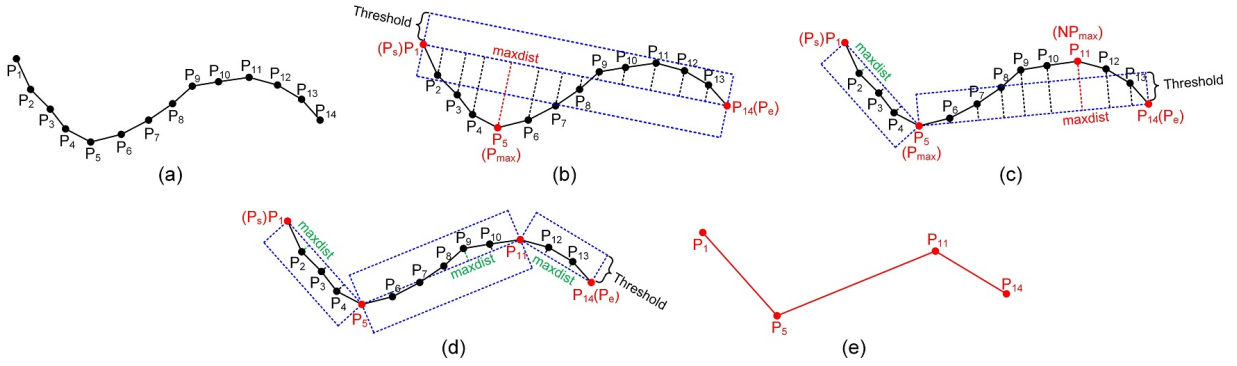 P1
P2
P3
P4
P5
P6
P7
P8
P9
P10
P11
P12
P13
P14
(a)
Threshold
(Ps)P1
maxdist
P2
P3
P4
P5
(Pmax)
P6
P7
P8
P9
P10
P11
P12
P13
P14(Pe)
(b)
(Ps)P1
maxdist
P2
P3
P4
P5
(Pmax)
P6
P7
P8
P9
P10
(NPmax)
P11
P12
P13
Threshold
maxdist
P14(Pe)
(c)
(Ps)P1
maxdist
P2
P3
P4
P5
P6
P7
P8
P9
P10
maxdist
P11
P12
P13
maxdist
Threshold
P14(Pe)
(d)
P1
P5
P11
P14
(e)